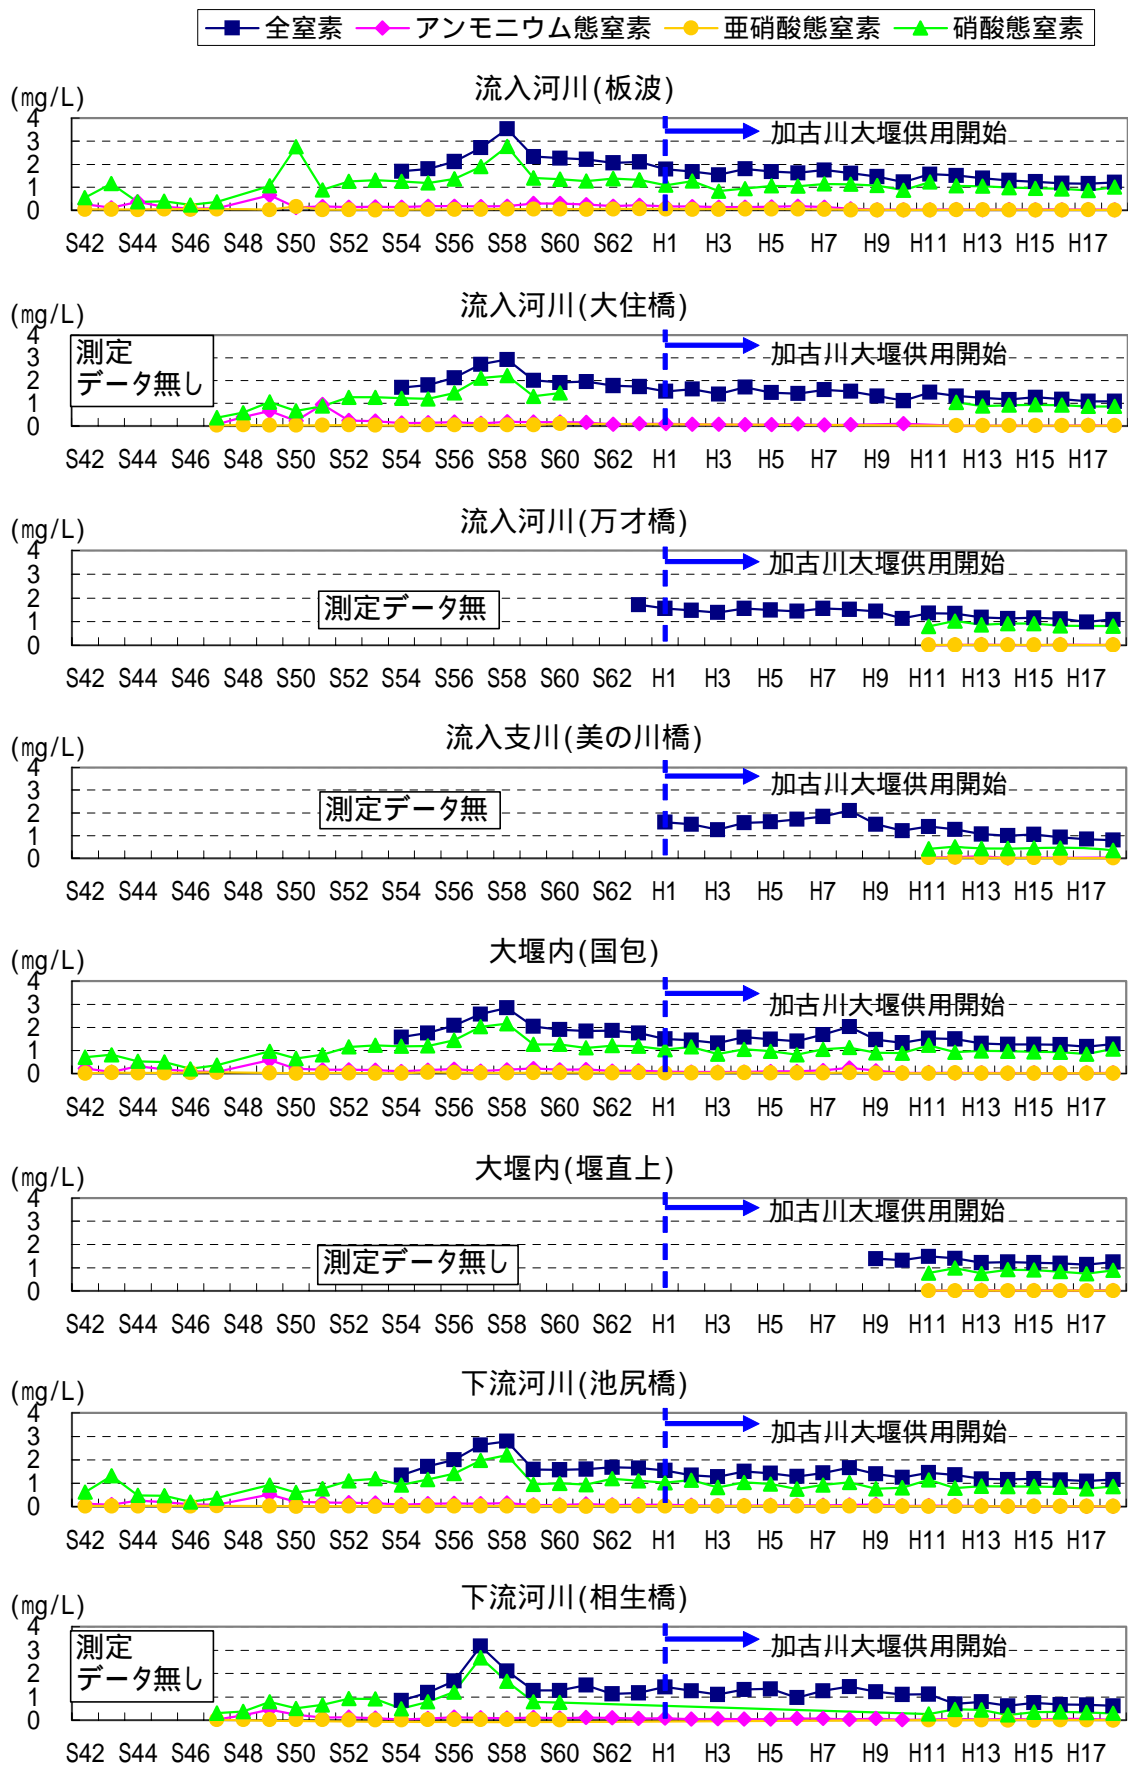 全窒素 アンモニウム態窒素 亜硝酸態窒素 硝酸態窒素
流入河川(板波)
(mg/L)
加古川大堰供用開始
4
3
2
1
0
S42 S44 S46 S48 S50 S52 S54 S56 S58 S60 S62 H1 H3 H5 H7 H9 H11 H13 H15 H17
流入河川(大住橋)
(mg/L)
測定
データ無し
加古川大堰供用開始
4
3
2
1
0
S42 S44 S46 S48 S50 S52 S54 S56 S58 S60 S62 H1 H3 H5 H7 H9 H11 H13 H15 H17
流入河川(万才橋)
(mg/L)
加古川大堰供用開始
測定データ無
4
3
2
1
0
S42 S44 S46 S48 S50 S52 S54 S56 S58 S60 S62 H1 H3 H5 H7 H9 H11 H13 H15 H17
流入支川(美の川橋)
(mg/L)
加古川大堰供用開始
測定データ無
4
3
2
1
0
S42 S44 S46 S48 S50 S52 S54 S56 S58 S60 S62 H1 H3 H5 H7 H9 H11 H13 H15 H17
大堰内(国包)
(mg/L)
加古川大堰供用開始
4
3
2
1
0
S42 S44 S46 S48 S50 S52 S54 S56 S58 S60 S62 H1 H3 H5 H7 H9 H11 H13 H15 H17
大堰内(堰直上)
(mg/L)
加古川大堰供用開始
測定データ無し
4
3
2
1
0
S42 S44 S46 S48 S50 S52 S54 S56 S58 S60 S62 H1 H3 H5 H7 H9 H11 H13 H15 H17
下流河川(池尻橋)
(mg/L)
加古川大堰供用開始
4
3
2
1
0
S42 S44 S46 S48 S50 S52 S54 S56 S58 S60 S62 H1 H3 H5 H7 H9 H11 H13 H15 H17
下流河川(相生橋)
(mg/L)
測定
データ無し
加古川大堰供用開始
4
3
2
1
0
S42 S44 S46 S48 S50 S52 S54 S56 S58 S60 S62 H1 H3 H5 H7 H9 H11 H13 H15 H17